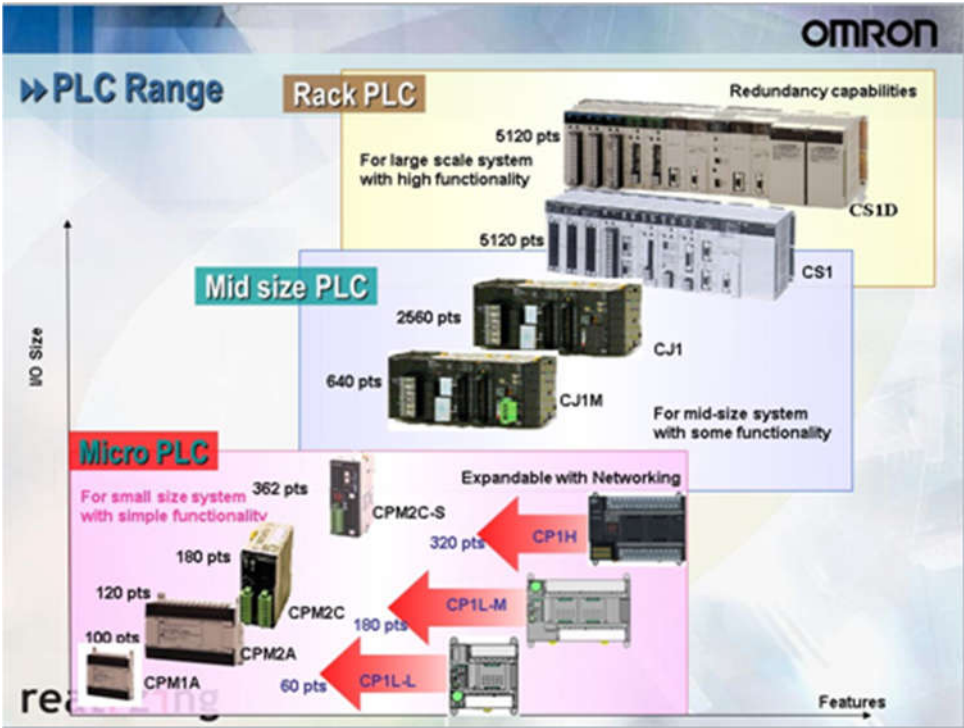 OMRON
PLC Range
Rack PLC
Redundancy capabilities
5120 pts
For large scale system
with high functionality
CS1D
5120 pts
CS1
Mid size PLC
2560 pts
CJ1
640 pts
CJ1M
For mid-size system
with some functionality
I/O Size
Micro PLC
For small size system
with simple functionality
362 pts
CPM2C-S
Expandable with Networking
320 pts
CP1H
180 pts
CPM2C
120 pts
CPM2A
180 pts
CP1L-M
100 pts
CPM1A
60 pts
CP1L-L
Features